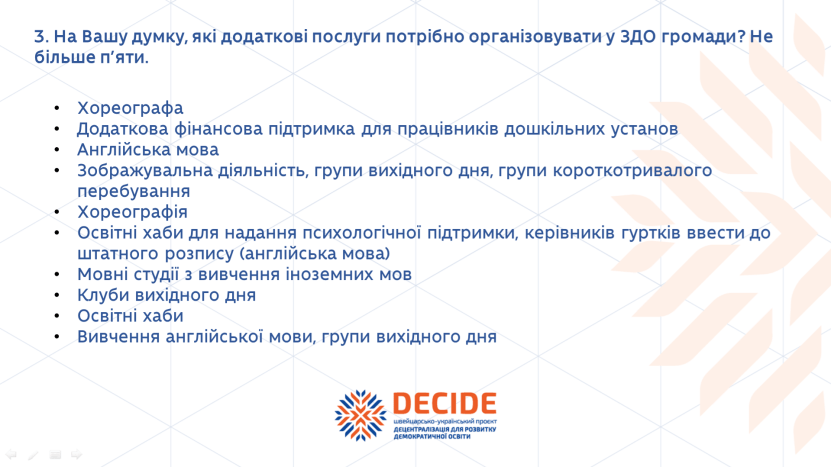 3. На Вашу думку, які додаткові послуги потрібно організовувати у ЗДО громади? Не
більше п’яти.
• Хореографа
• Додаткова фінансова підтримка для працівників дошкільних установ
• Англійська мова
• Зображувальна діяльність, групи вихідного дня, групи короткотривалого
перебування
• Хореографія
• Освітні хаби для надання психологічної підтримки, керівників гуртків ввести до
штатного розпису (англійська мова)
• Мовні студії з вивчення іноземних мов
• Клуби вихідного дня
• Освітні хаби
• Вивчення англійської мови, групи вихідного дня
DECIDE
швейцарсько-український проєкт
ДЕЦЕНТРАЛІЗАЦІЯ ДЛЯ РОЗВИТКУ
ДЕМОКРАТИЧНОЇ ОСВІТИ